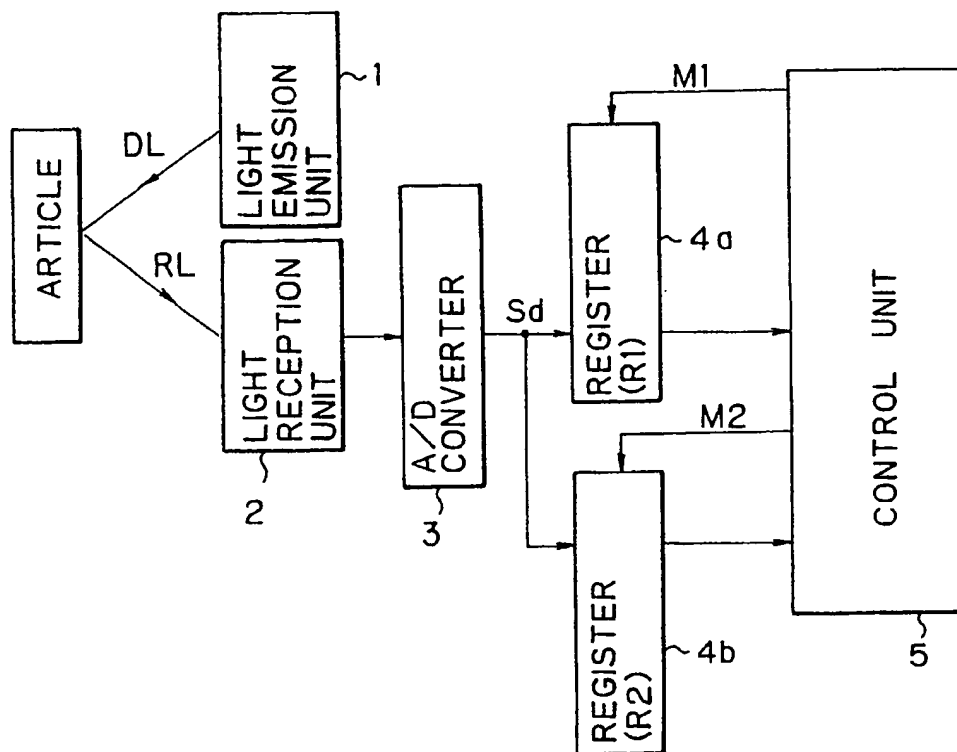 ARTICLE
DL
RL
LIGHT
EMISSION
UNIT
1
LIGHT
RECEPTION
UNIT
2
A/D
CONVERTER
3
Sd
REGISTER
(R1)
4a
M1
REGISTER
(R2)
4b
M2
CONTROL UNIT
5